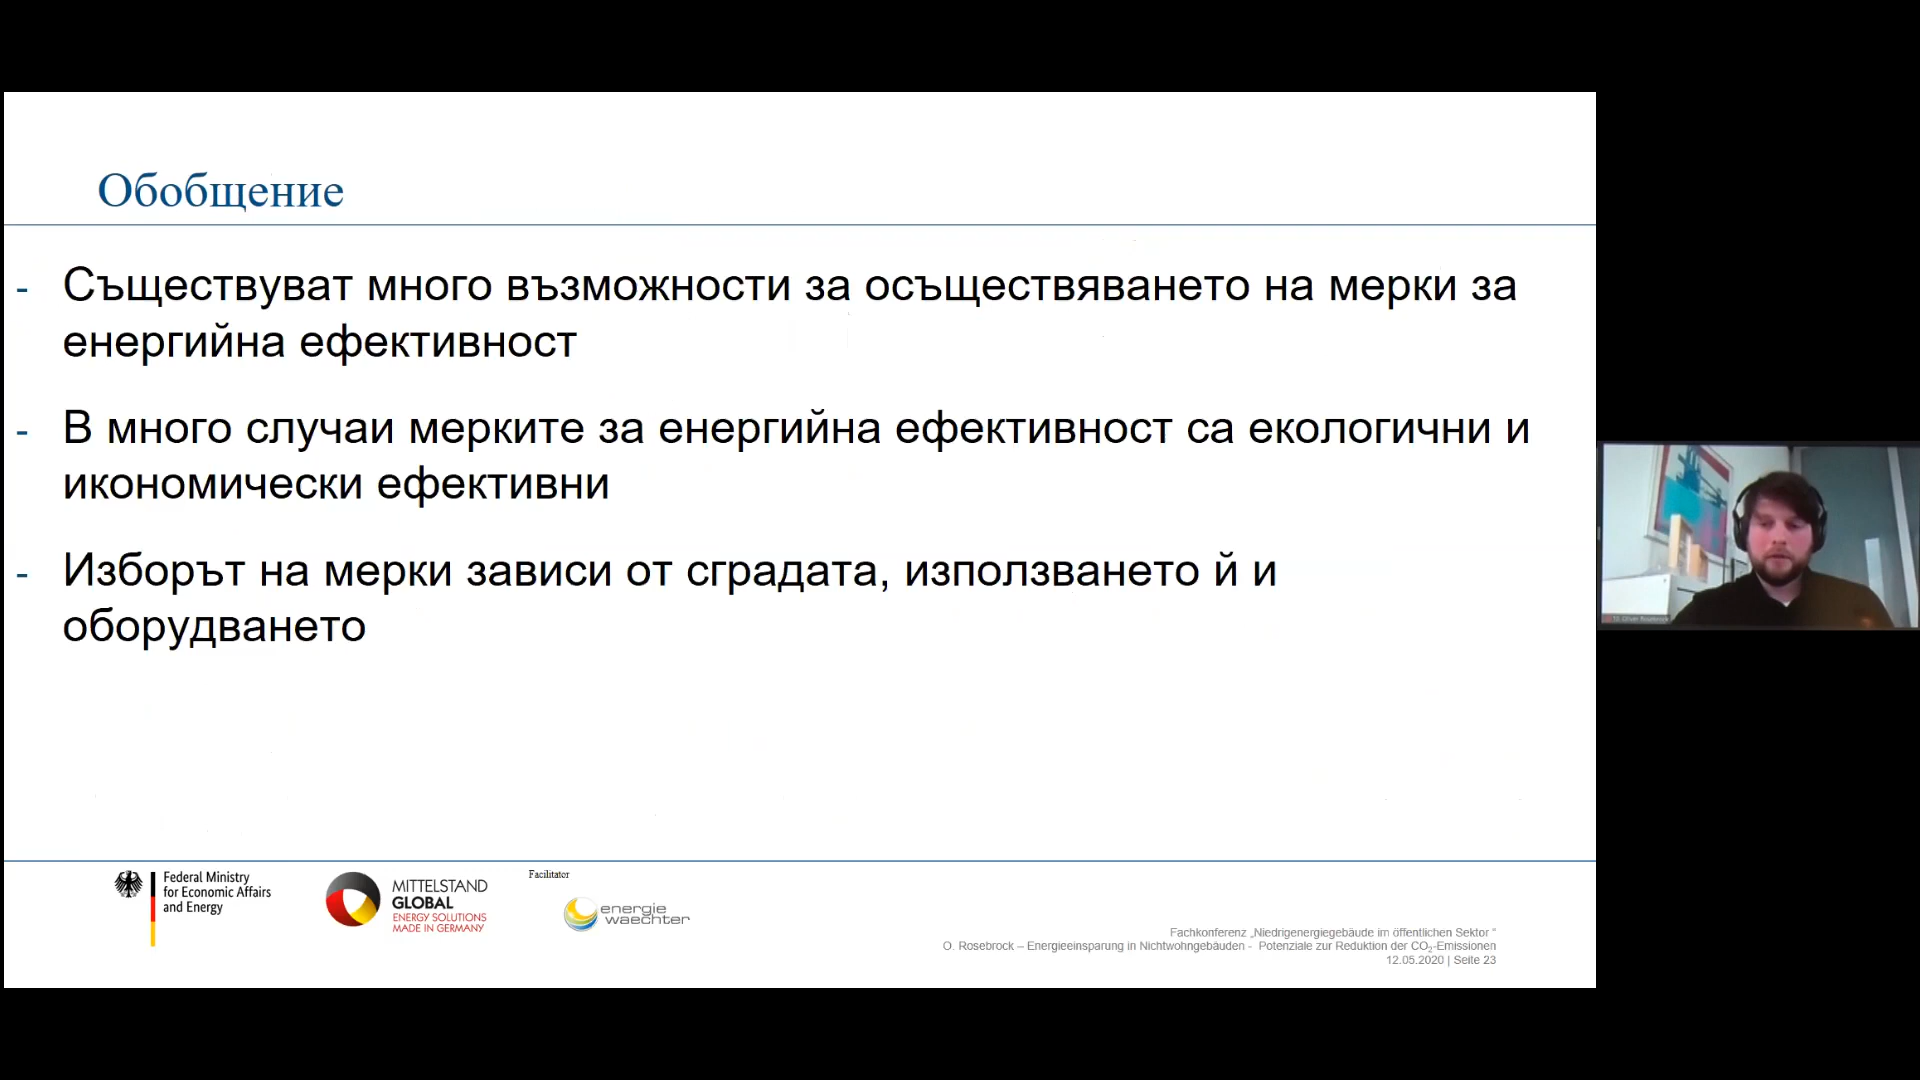 Обобщение
- Съществуват много възможности за осъществяването на мерки за
енергийна ефективност
- В много случаи мерките за енергийна ефективност са екологични и
икономически ефективни
- Изборът на мерки зависи от сградата, използването ѝ и
оборудването
Federal Ministry
for Economic Affairs
and Energy
MITTELSTAND
GLOBAL
ENERGY SOLUTIONS
MADE IN GERMANY
Facilitator
energie
waechter
Fachkonferenz „Niedrigenergiegebäude im öffentlichen Sektor “
O. Rosebrock – Energieeinsparung in Nichtwohngebäuden - Potenziale zur Reduktion der CO₂-Emissionen
12.05.2020 | Seite 23
Oliver Rosebrock